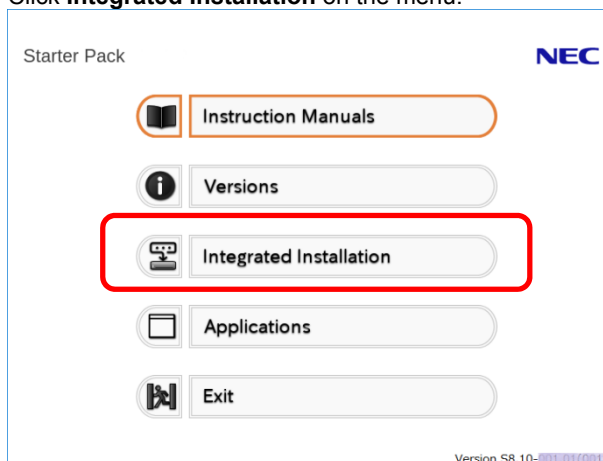 Click Integrated Installation on the menu.
Starter Pack
NEC
Instruction Manuals
Versions
Integrated Installation
Applications
Exit
Version S8.10-